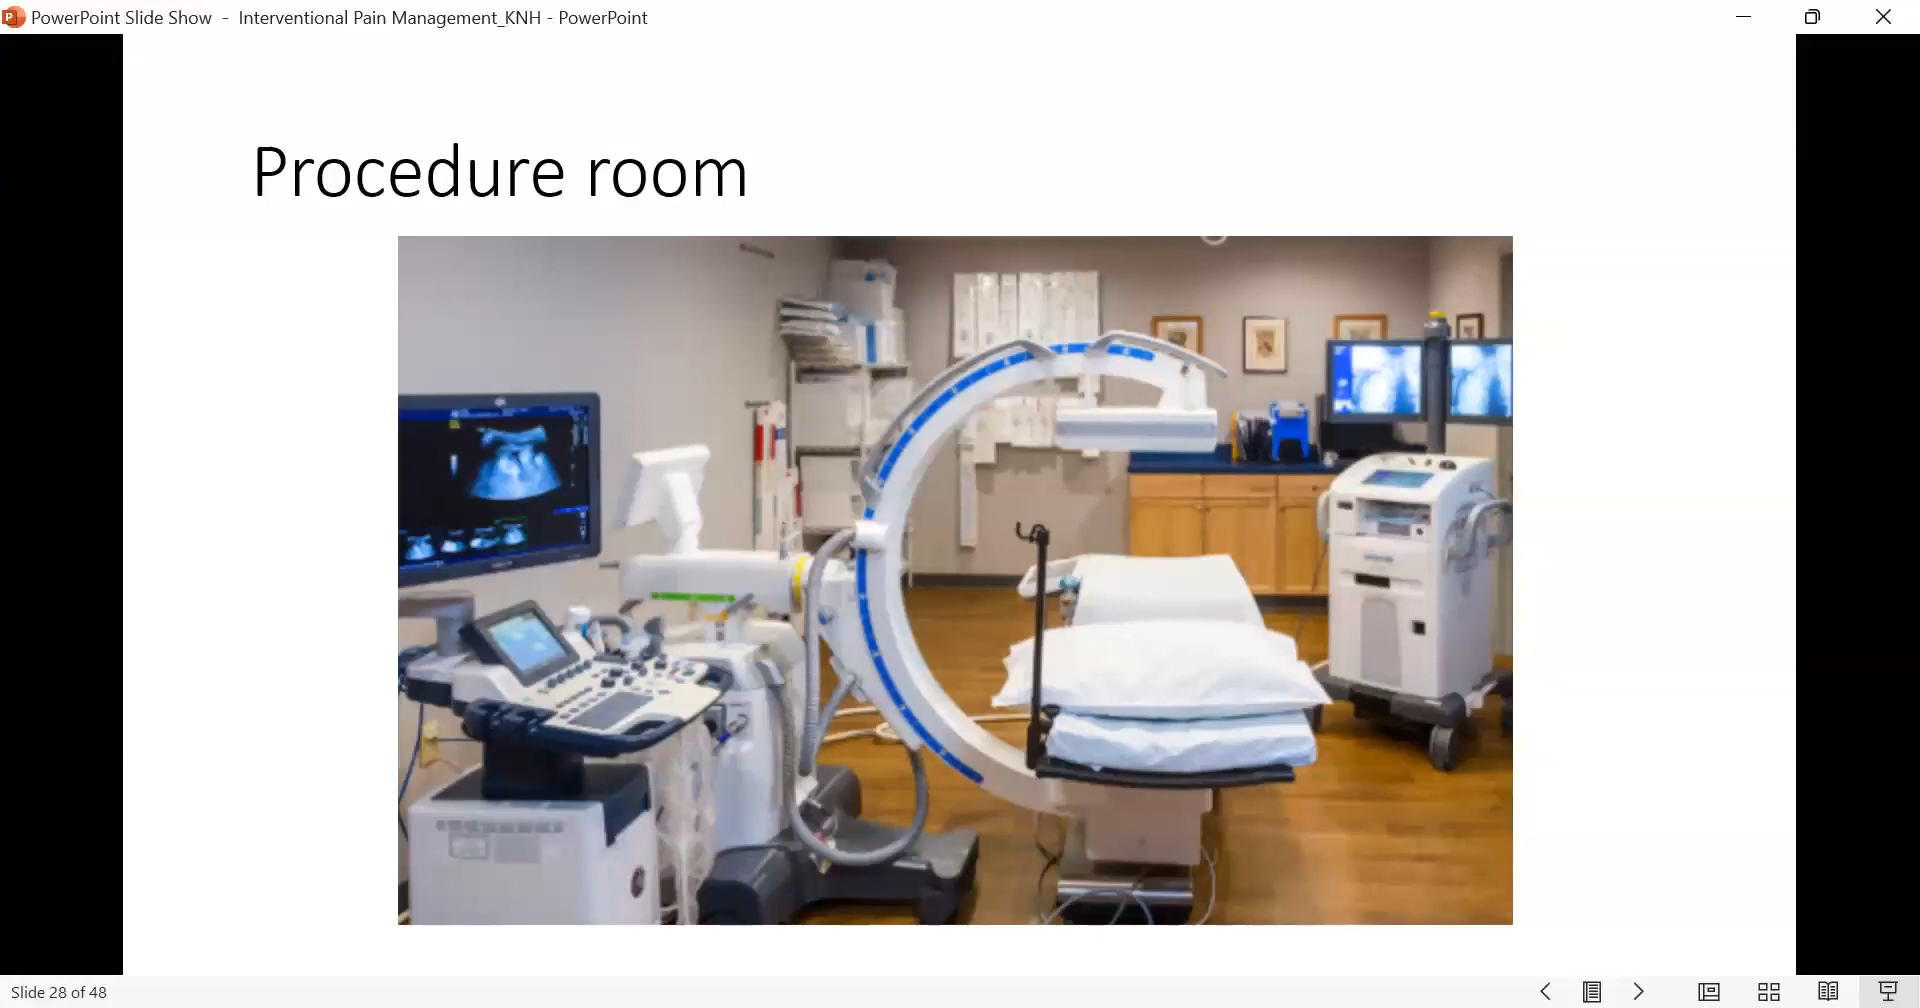 PowerPoint Slide Show - Interventional Pain Management_KNH - PowerPoint
Procedure room
Slide 28 of 48